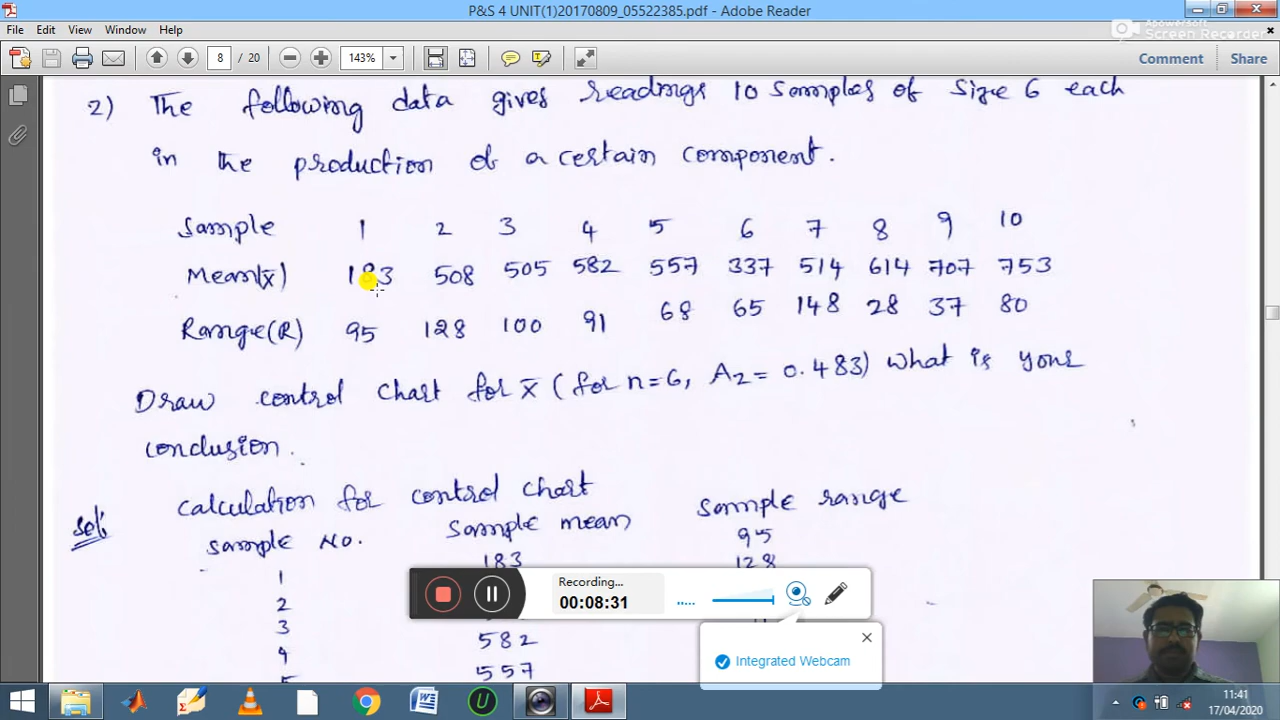 P&S 4 UNIT(1)20170809_05522385.pdf - Adobe Reader
File Edit View Window Help
Apowersoft
Screen Recorder
8 / 20 143% Comment Share
2) The following data gives readings 10 samples of size 6 each
in the production of a certain component.
Sample 1 2 3 4 5 6 7 8 9 10
Mean(x̄) 183 508 505 582 557 337 514 614 707 753
Range(R) 95 128 100 91 68 65 148 28 37 80
Draw control chart for x̄ (for n=6, A2= 0.483) what is your
conclusion.
Sol: Calculation for control chart
Sample No. Sample mean Sample range
1 183 95
2 128
3
4 582
5 557
Recording...
00:08:31
Integrated Webcam
11:41
17/04/2020